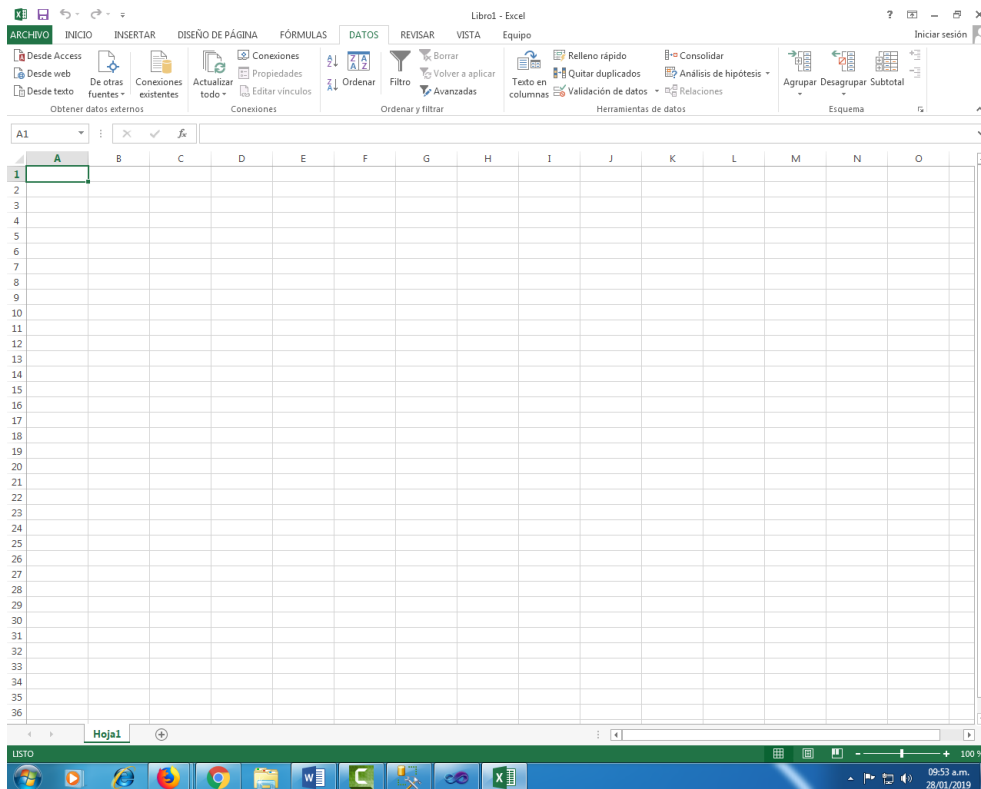 Libro1 - Excel
ARCHIVO INICIO INSERTAR DISEÑO DE PÁGINA FÓRMULAS DATOS REVISAR VISTA Equipo Iniciar sesión
Desde Access
Desde web
Desde texto
De otras fuentes
Conexiones existentes
Obtener datos externos
Actualizar todo
Conexiones
Propiedades
Editar vínculos
Conexiones
Ordenar
Filtro
Borrar
Volver a aplicar
Avanzadas
Ordenar y filtrar
Texto en columnas
Relleno rápido
Quitar duplicados
Validación de datos
Consolidar
Análisis de hipótesis
Relaciones
Herramientas de datos
Agrupar Desagrupar Subtotal
Esquema
A1 fx
A B C D E F G H I J K L M N O
1
2
3
4
5
6
7
8
9
10
11
12
13
14
15
16
17
18
19
20
21
22
23
24
25
26
27
28
29
30
31
32
33
34
35
36
Hoja1
LISTO 100 %
09:53 a.m.
28/01/2019